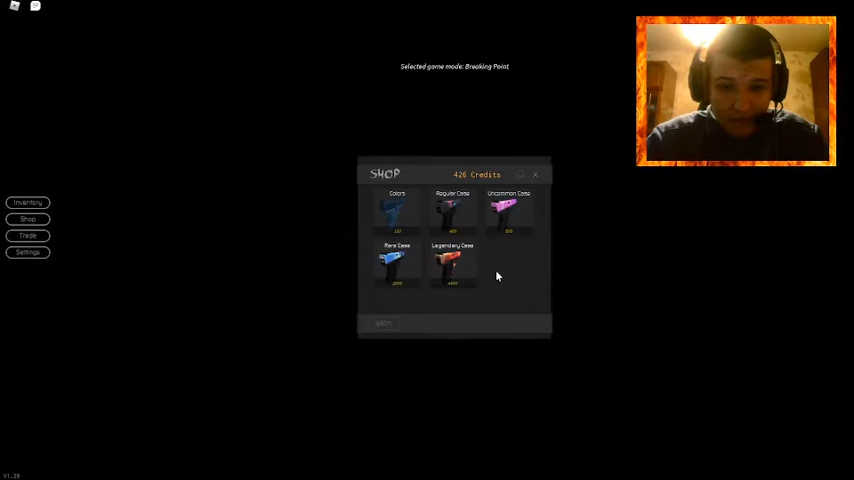 Selected game mode: Breaking Point
SHOP 426 Credits
Colors Regular Case Uncommon Case
Rare Case Legendary Case
BACK
Inventory
Shop
Trade
Settings